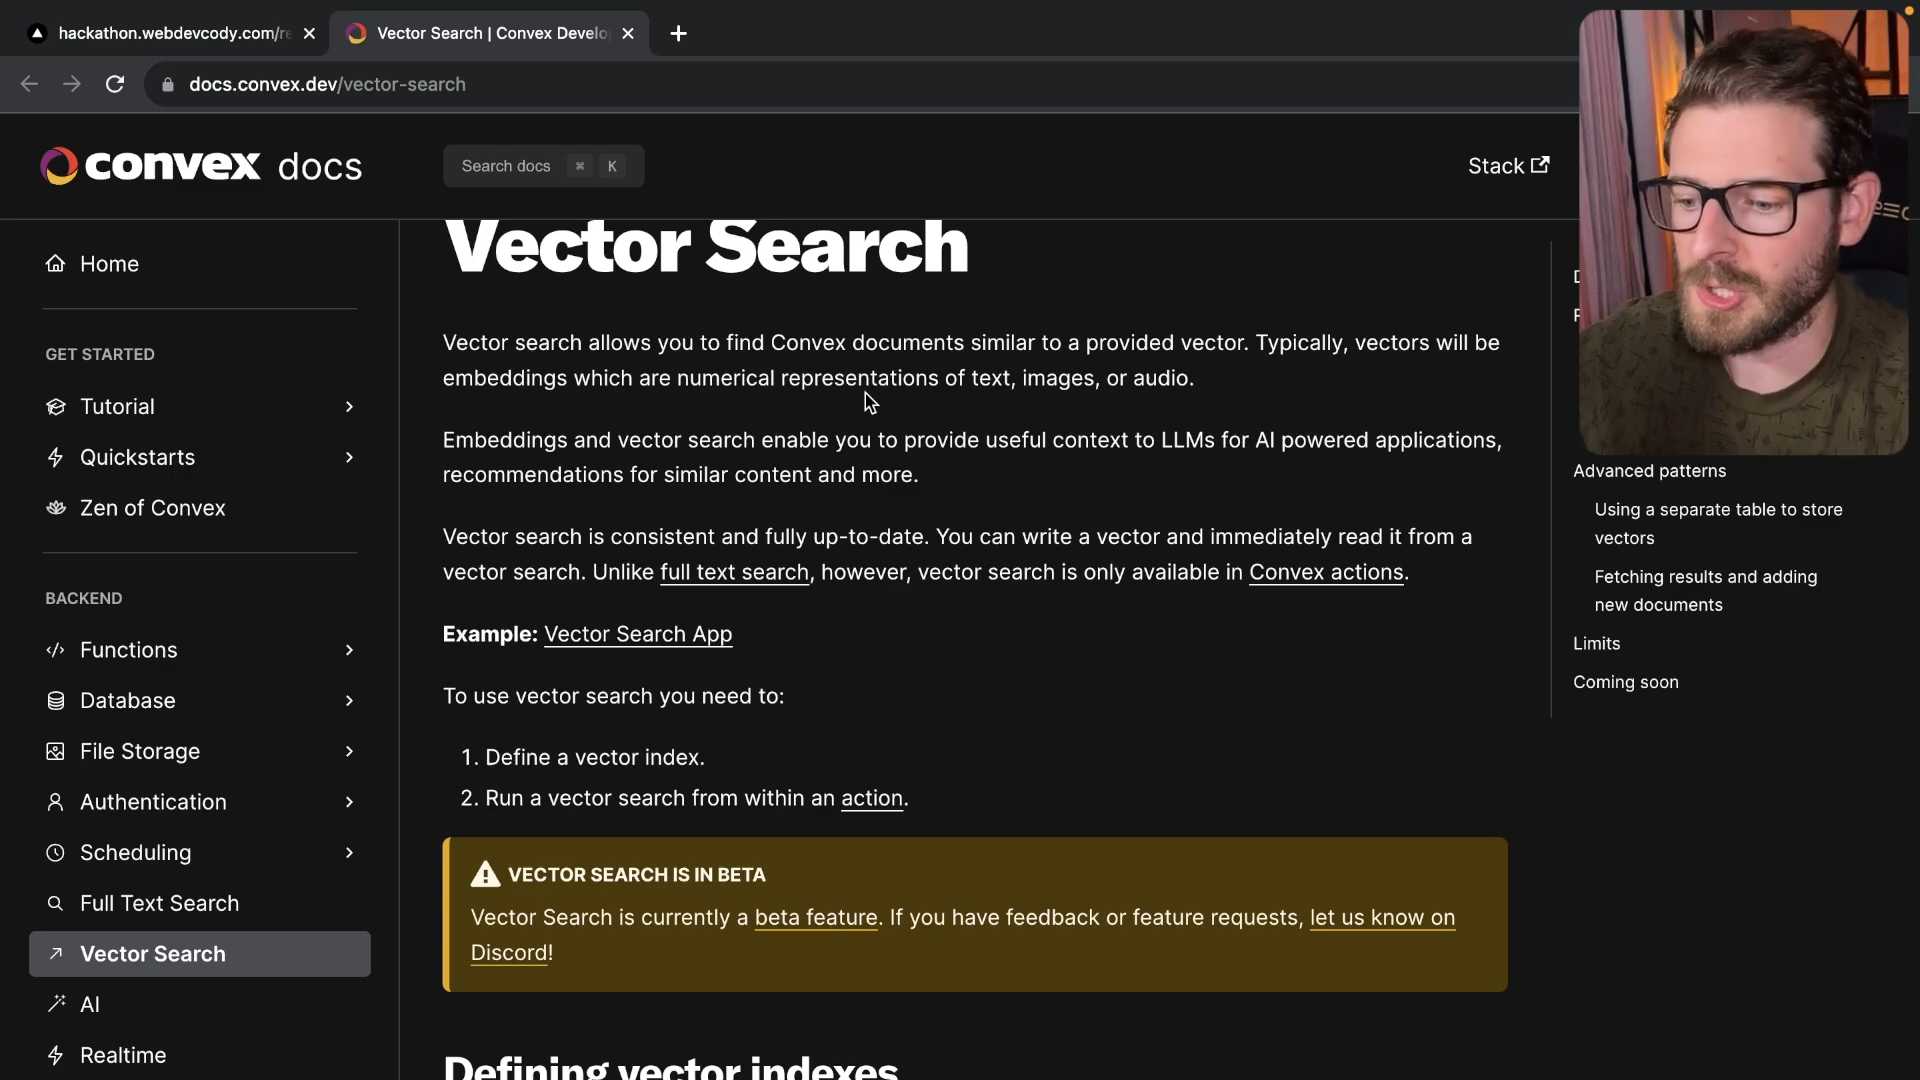 hackathon.webdevcody.com/re
Vector Search | Convex Develo
docs.convex.dev/vector-search
convex docs
Search docs ⌘ K
Stack
Home
GET STARTED
Tutorial
Quickstarts
Zen of Convex
BACKEND
Functions
Database
File Storage
Authentication
Scheduling
Full Text Search
Vector Search
AI
Realtime
Vector Search
Vector search allows you to find Convex documents similar to a provided vector. Typically, vectors will be
embeddings which are numerical representations of text, images, or audio.
Embeddings and vector search enable you to provide useful context to LLMs for AI powered applications,
recommendations for similar content and more.
Vector search is consistent and fully up-to-date. You can write a vector and immediately read it from a
vector search. Unlike full text search, however, vector search is only available in Convex actions.
Example: Vector Search App
To use vector search you need to:
1. Define a vector index.
2. Run a vector search from within an action.
VECTOR SEARCH IS IN BETA
Vector Search is currently a beta feature. If you have feedback or feature requests, let us know on
Discord!
Defining vector indexes
Advanced patterns
Using a separate table to store
vectors
Fetching results and adding
new documents
Limits
Coming soon